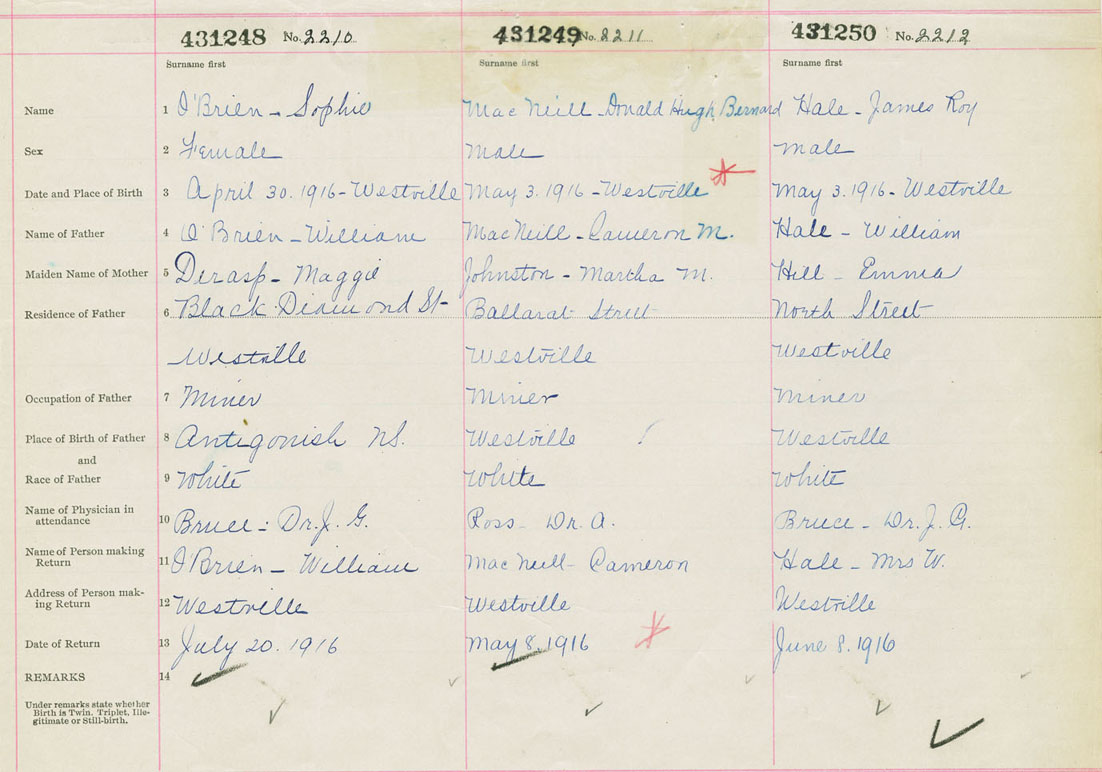 431248 No. 2210 431249 No. 2211 431250 No. 2212
Surname first Surname first Surname first
Name 1 O'Brien - Sophie MacNeill - Donald Hugh Bernard Hale - James Roy
Sex 2 Female Male Male
Date and Place of Birth 3 April 30. 1916 - Westville May 3. 1916 - Westville May 3. 1916 - Westville
Name of Father 4 O'Brien - William MacNeill - Cameron M. Hale - William
Maiden Name of Mother 5 Derasp - Maggie Johnston - Martha M. Hill - Emma
Residence of Father 6 Black Diamond St - Ballarat Street North Street
Westville Westville Westville
Occupation of Father 7 Miner Miner Miner
Place of Birth of Father 8 Antigonish N.S. Westville Westville
and
Race of Father 9 White White White
Name of Physician in
attendance 10 Bruce - Dr. J. G. Ross - Dr. A. Bruce - Dr. J. G.
Name of Person making
Return 11 O'Brien - William MacNeill - Cameron Hale - Mrs W.
Address of Person mak-
ing Return 12 Westville Westville Westville
Date of Return 13 July 20. 1916 May 8. 1916 June 8. 1916
REMARKS 14
Under remarks state whether
Birth is Twin, Triplet, Ille-
gitimate or Still-birth.